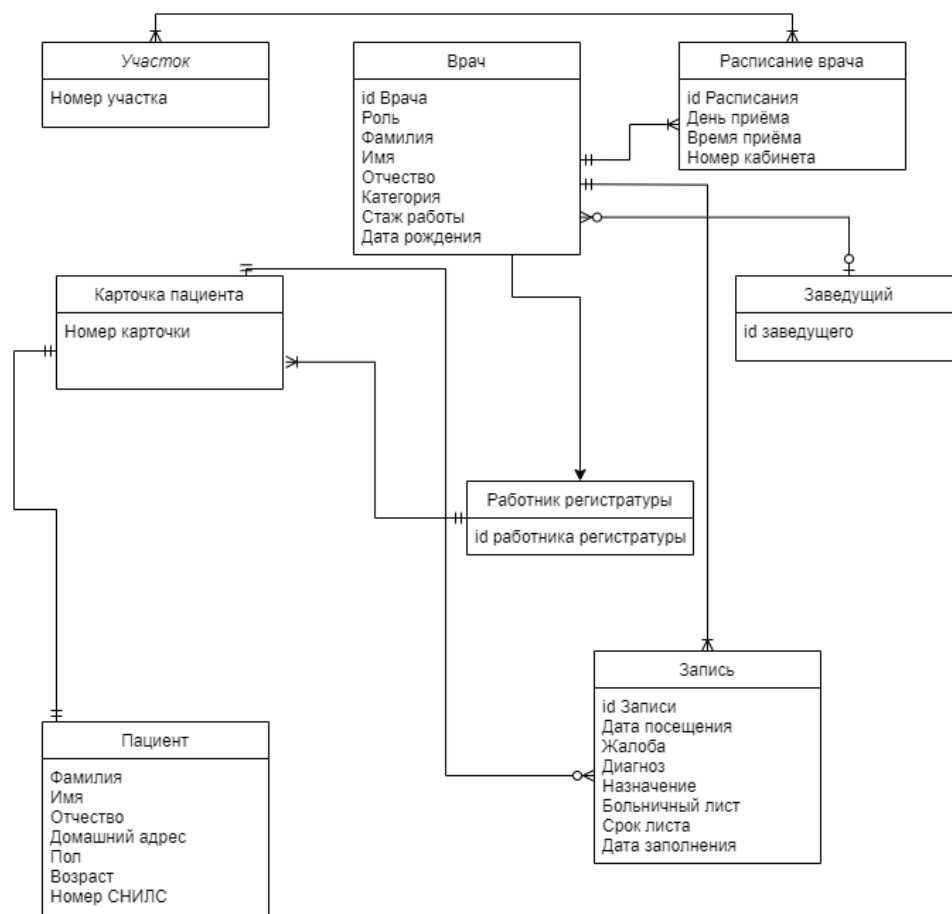 Участок
Номер участка
Врач
id Врача
Роль
Фамилия
Имя
Отчество
Категория
Стаж работы
Дата рождения
Расписание врача
id Расписания
День приёма
Время приёма
Номер кабинета
Карточка пациента
Номер карточки
Заведущий
id заведущего
Работник регистратуры
id работника регистратуры
Запись
id Записи
Дата посещения
Жалоба
Диагноз
Назначение
Больничный лист
Срок листа
Дата заполнения
Пациент
Фамилия
Имя
Отчество
Домашний адрес
Пол
Возраст
Номер СНИЛС